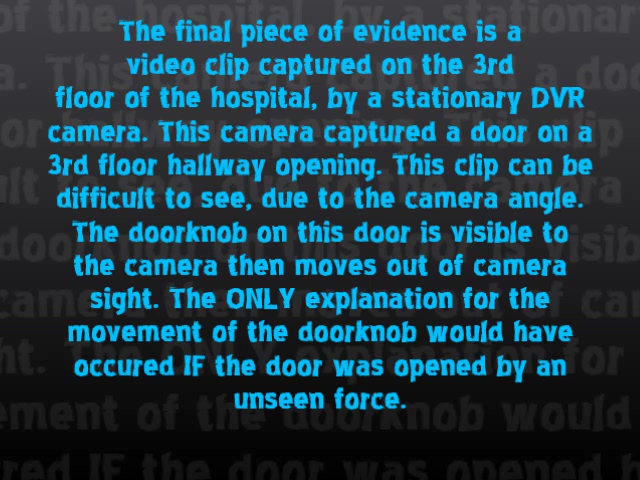 The final piece of evidence is a
video clip captured on the 3rd
floor of the hospital, by a stationary DVR
camera. This camera captured a door on a
3rd floor hallway opening. This clip can be
difficult to see, due to the camera angle.
The doorknob on this door is visible to
the camera then moves out of camera
sight. The ONLY explanation for the
movement of the doorknob would have
occured IF the door was opened by an
unseen force.